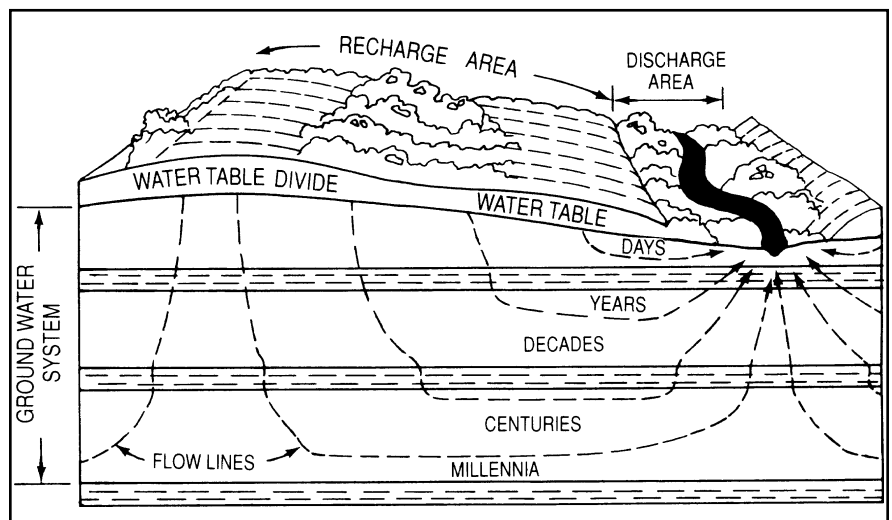 RECHARGE AREA
DISCHARGE
AREA
WATER TABLE DIVIDE
WATER TABLE
DAYS
YEARS
DECADES
CENTURIES
MILLENNIA
FLOW LINES
GROUND WATER
SYSTEM